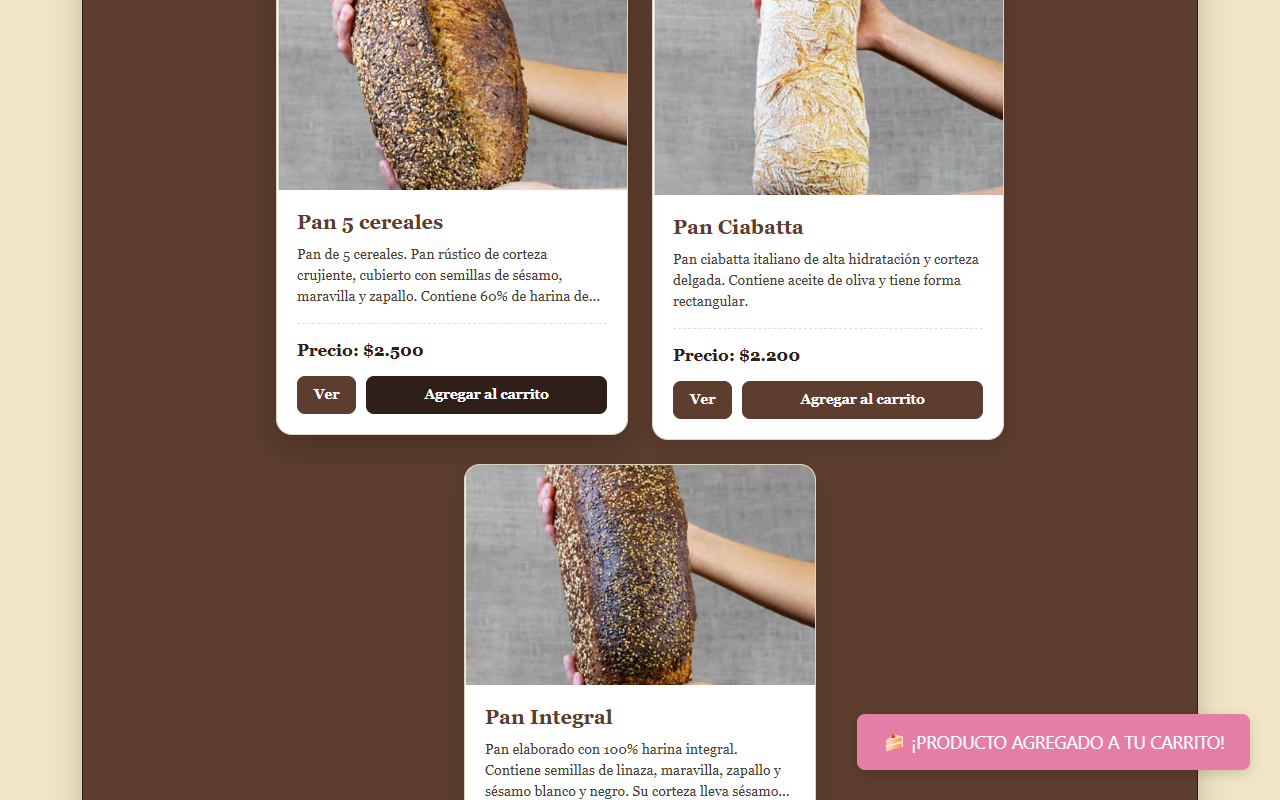 Pan 5 cereales
Pan de 5 cereales. Pan rústico de corteza
crujiente, cubierto con semillas de sésamo,
maravilla y zapallo. Contiene 60% de harina de...
Precio: $2.500
Ver
Agregar al carrito
Pan Ciabatta
Pan ciabatta italiano de alta hidratación y corteza
delgada. Contiene aceite de oliva y tiene forma
rectangular.
Precio: $2.200
Ver
Agregar al carrito
Pan Integral
Pan elaborado con 100% harina integral.
Contiene semillas de linaza, maravilla, zapallo y
sésamo blanco y negro. Su corteza lleva sésamo...
🍰 ¡PRODUCTO AGREGADO A TU CARRITO!